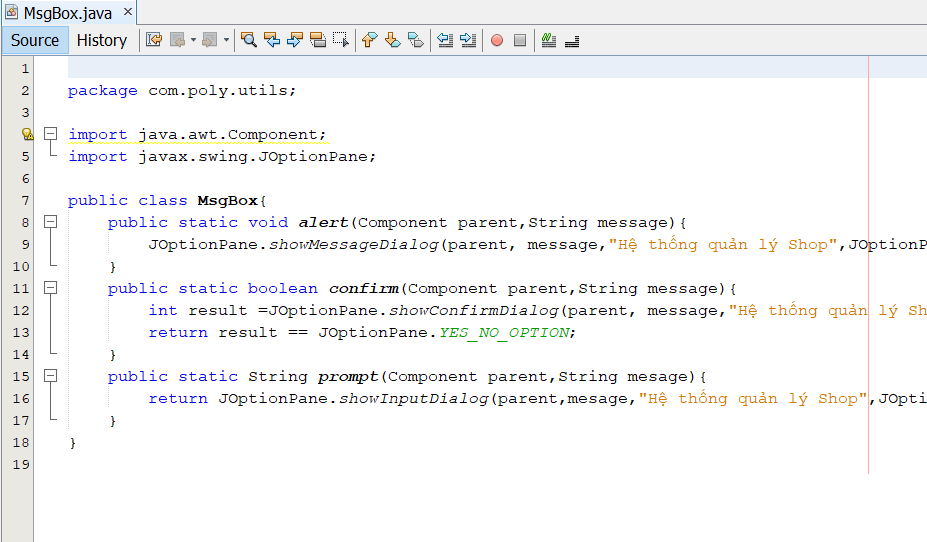 MsgBox.java
Source History
1
2 package com.poly.utils;
3
import java.awt.Component;
5 import javax.swing.JOptionPane;
6
7 public class MsgBox{
8 public static void alert(Component parent,String message){
9 JOptionPane.showMessageDialog(parent, message,"Hệ thống quản lý Shop",JOptionP
10 }
11 public static boolean confirm(Component parent,String message){
12 int result =JOptionPane.showConfirmDialog(parent, message,"Hệ thống quản lý Sh
13 return result == JOptionPane.YES_NO_OPTION;
14 }
15 public static String prompt(Component parent,String mesage){
16 return JOptionPane.showInputDialog(parent,mesage,"Hệ thống quản lý Shop",JOpti
17 }
18 }
19